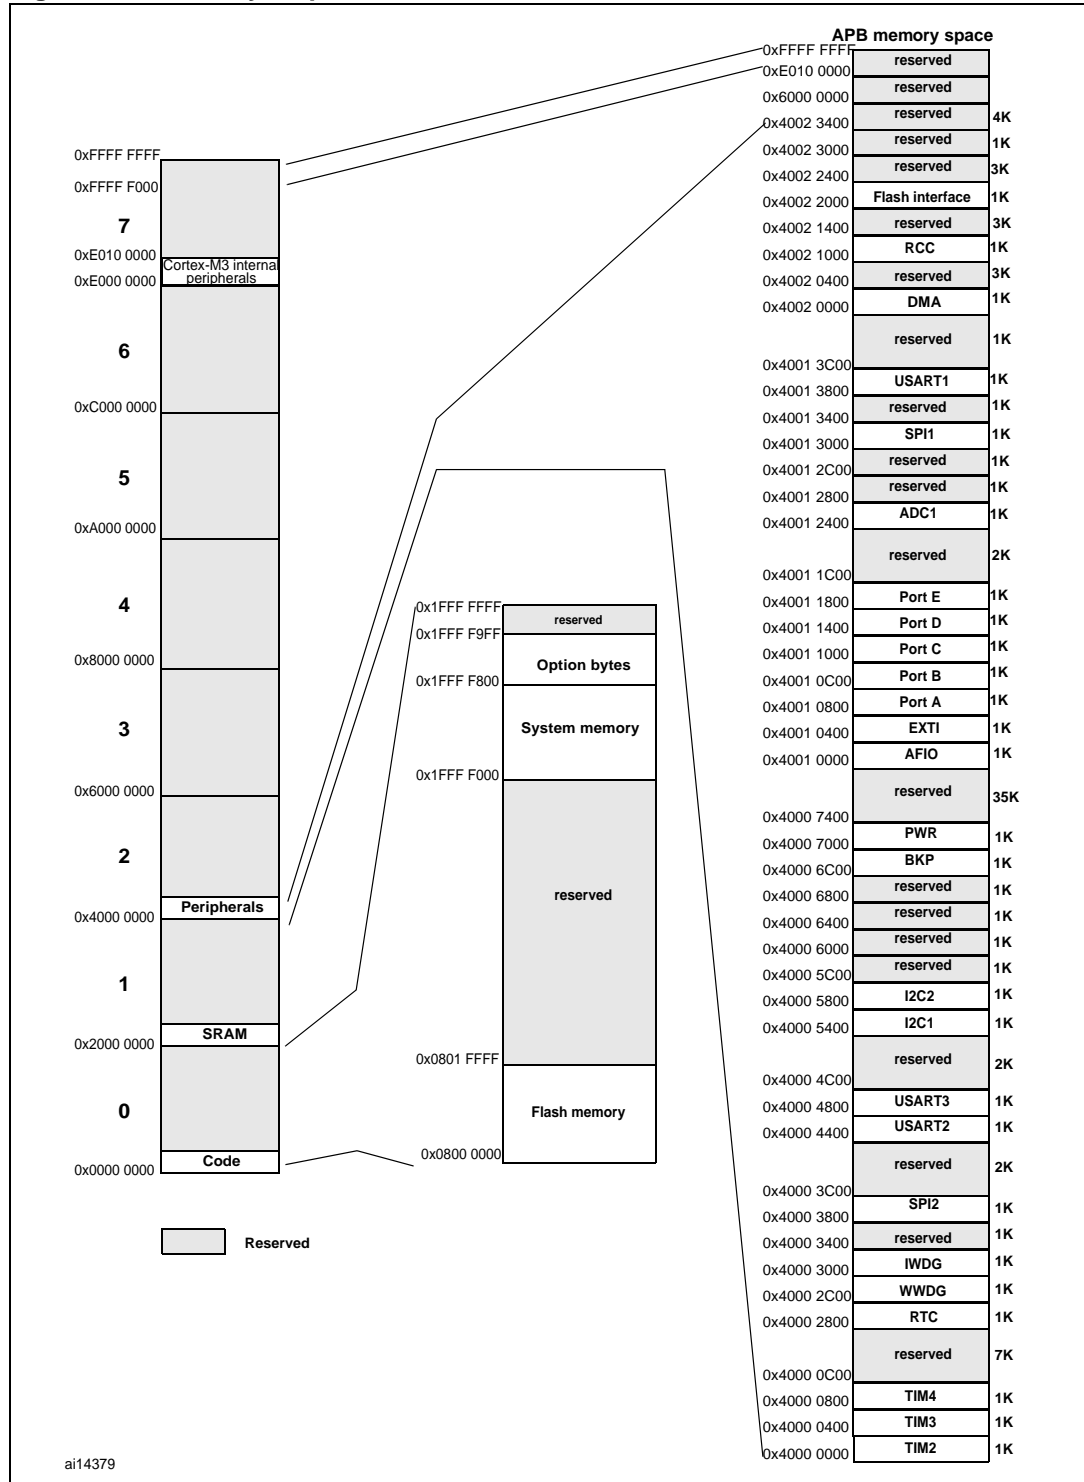 APB memory space
0xFFFF FFFF
reserved
0xE010 0000
reserved
0x6000 0000
reserved
4K
0x4002 3400
reserved
1K
0x4002 3000
reserved
3K
0x4002 2400
Flash interface
1K
0x4002 2000
reserved
3K
0x4002 1400
RCC
1K
0x4002 1000
reserved
3K
0x4002 0400
DMA
1K
0x4002 0000
reserved
1K
0x4001 3C00
USART1
1K
0x4001 3800
reserved
1K
0x4001 3400
SPI1
1K
0x4001 3000
reserved
1K
0x4001 2C00
reserved
1K
0x4001 2800
ADC1
1K
0x4001 2400
reserved
2K
0x4001 1C00
Port E
1K
0x4001 1800
Port D
1K
0x4001 1400
Port C
1K
0x4001 1000
Port B
1K
0x4001 0C00
Port A
1K
0x4001 0800
EXTI
1K
0x4001 0400
AFIO
1K
0x4001 0000
reserved
35K
0x4000 7400
PWR
1K
0x4000 7000
BKP
1K
0x4000 6C00
reserved
1K
0x4000 6800
reserved
1K
0x4000 6400
reserved
1K
0x4000 6000
reserved
1K
0x4000 5C00
I2C2
1K
0x4000 5800
I2C1
1K
0x4000 5400
reserved
2K
0x4000 4C00
USART3
1K
0x4000 4800
USART2
1K
0x4000 4400
reserved
2K
0x4000 3C00
SPI2
1K
0x4000 3800
reserved
1K
0x4000 3400
IWDG
1K
0x4000 3000
WWDG
1K
0x4000 2C00
RTC
1K
0x4000 2800
reserved
7K
0x4000 0C00
TIM4
1K
0x4000 0800
TIM3
1K
0x4000 0400
TIM2
1K
0x4000 0000
0xFFFF FFFF
0xFFFF F000
7
0xE010 0000
Cortex-M3 internal
peripherals
0xE000 0000
6
0xC000 0000
5
0xA000 0000
4
0x8000 0000
3
0x6000 0000
2
Peripherals
0x4000 0000
1
SRAM
0x2000 0000
0
Code
0x0000 0000
0x1FFF FFFF
reserved
0x1FFF F9FF
Option bytes
0x1FFF F800
System memory
0x1FFF F000
reserved
0x0801 FFFF
Flash memory
0x0800 0000
Reserved
ai14379